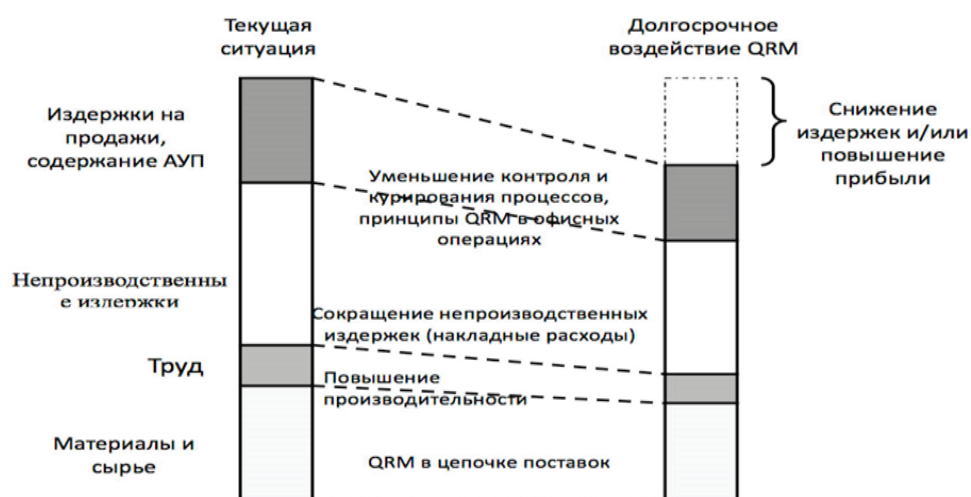 Текущая
ситуация
Долгосрочное
воздействие QRM
Издержки на
продажи,
содержание АУП
Снижение
издержек и/или
повышение
прибыли
Уменьшение контроля и
курирования процессов,
принципы QRM в офисных
операциях
Непроизводственны
е излержки
Сокращение непроизводственных
издержек (накладные расходы)
Труд
Повышение
производительности
Материалы и
сырье
QRM в цепочке поставок